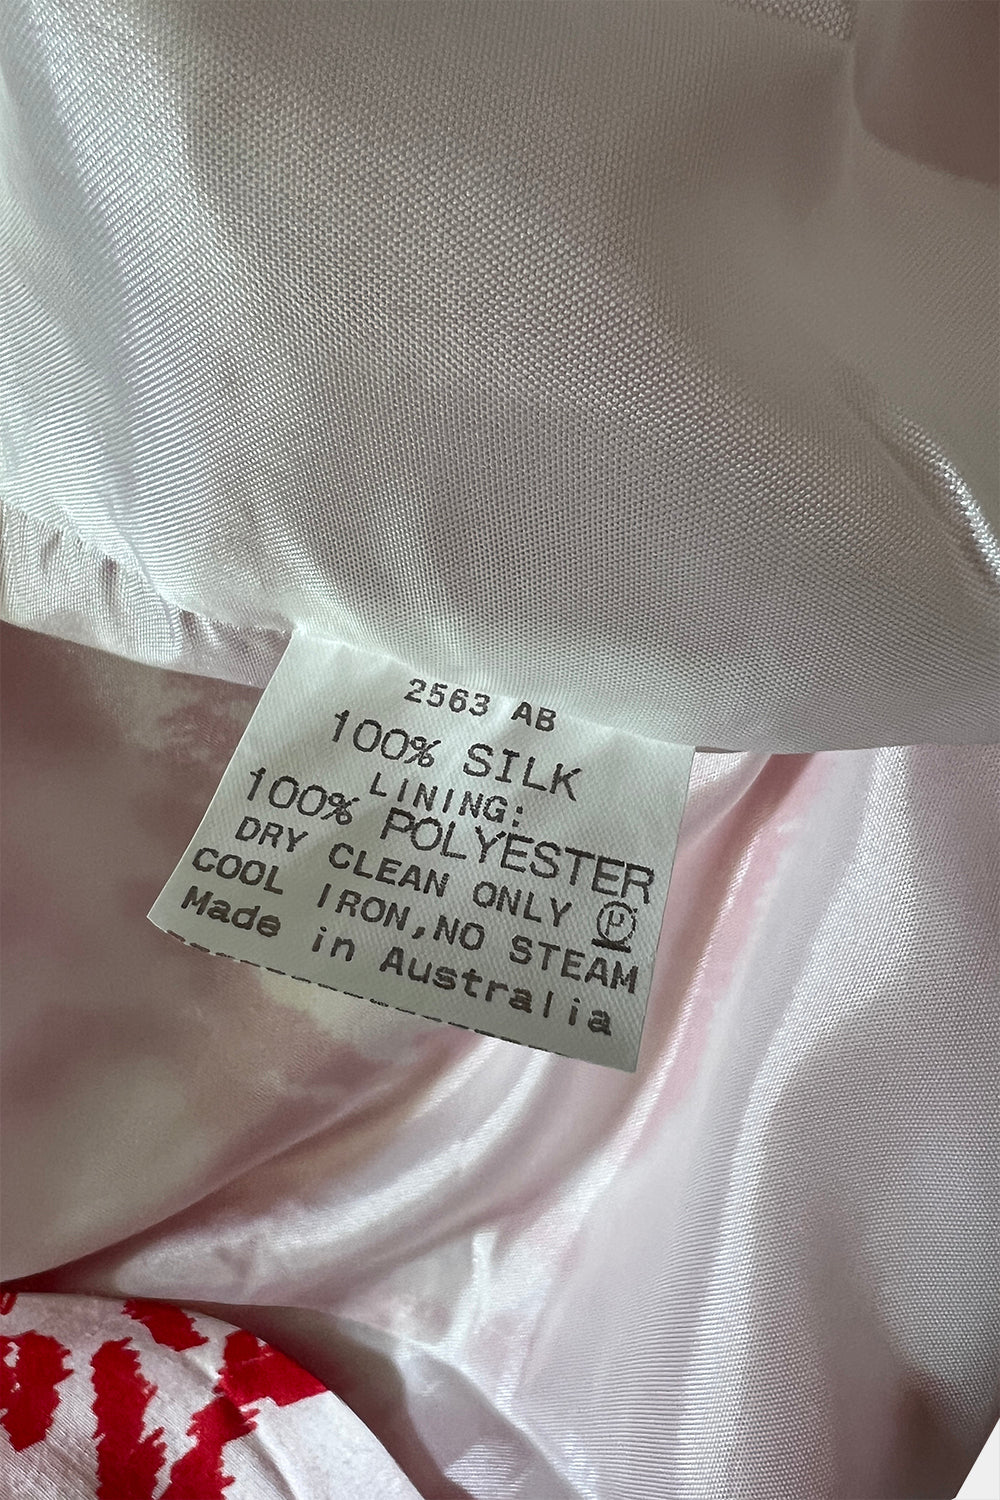 2563 AB
100% SILK
LINING:
100% POLYESTER
DRY CLEAN ONLY Ⓟ
COOL IRON,NO STEAM
Made in Australia